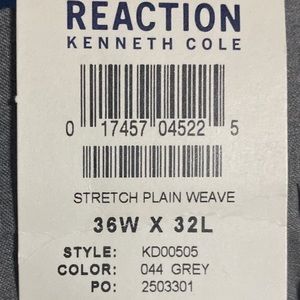 REACTION
KENNETH COLE
0 17457 04522 5
STRETCH PLAIN WEAVE
36W X 32L
STYLE: KD00505
COLOR: 044 GREY
PO: 2503301